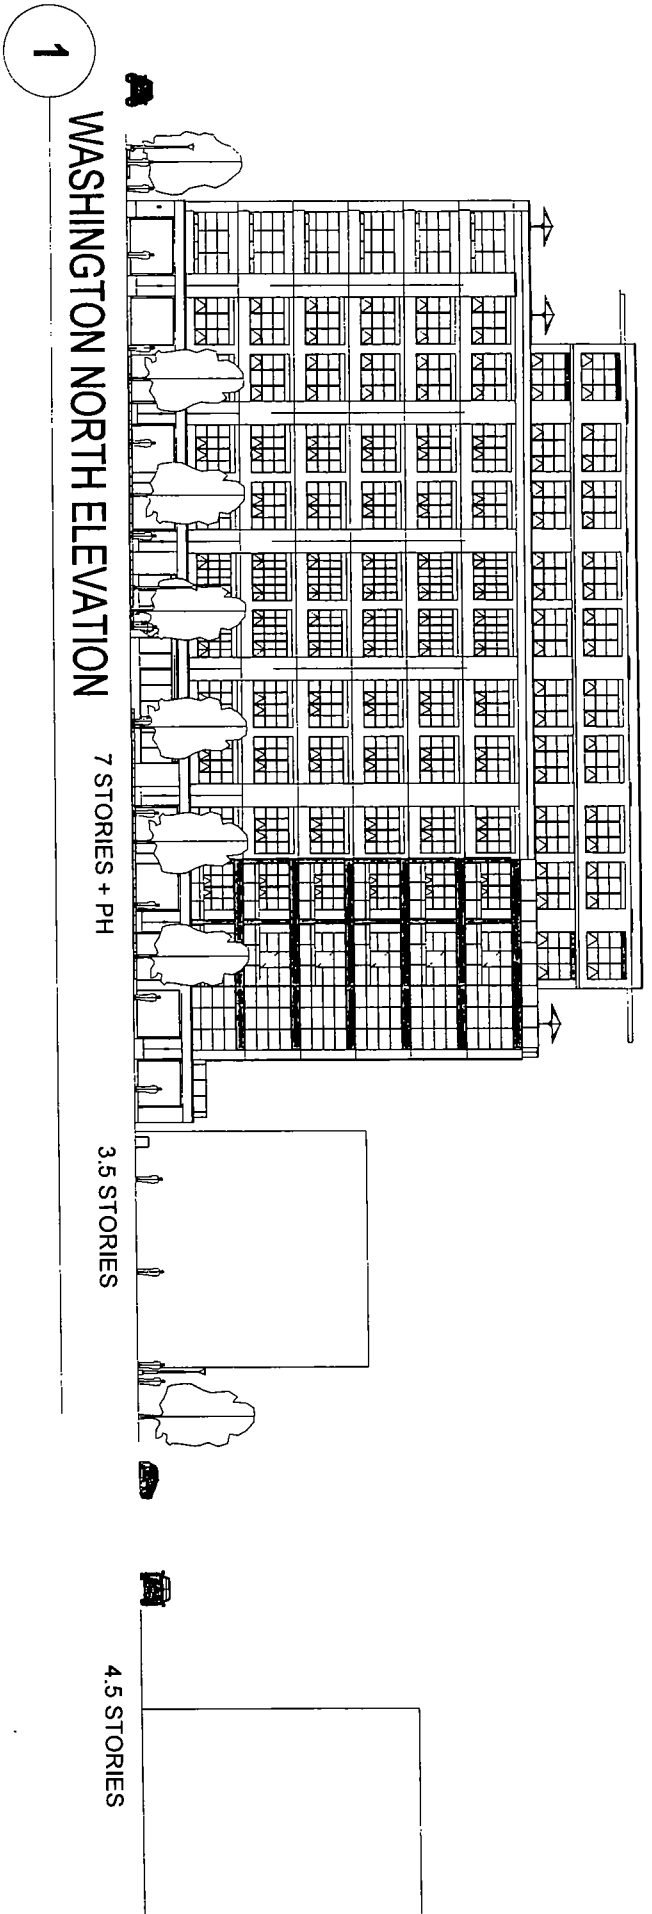 1
WASHINGTON NORTH ELEVATION
7 STORIES + PH
3.5 STORIES
4.5 STORIES